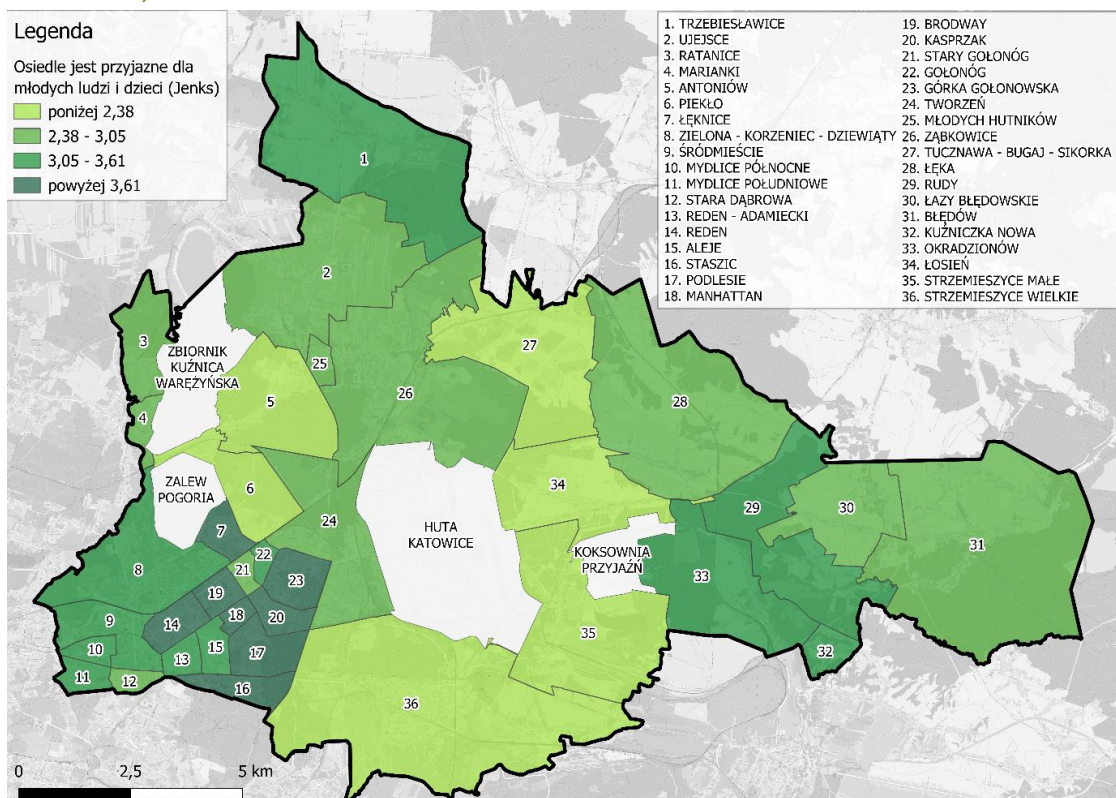 Legenda
Osiedle jest przyjazne dla
młodych ludzi i dzieci (Jenks)
poniżej 2,38
2,38 - 3,05
3,05 - 3,61
powyżej 3,61
1. TRZEBIESŁAWICE
2. UJEJSCE
3. RATANICE
4. MARIANKI
5. ANTONIÓW
6. PIEKŁO
7. ŁĘKNICE
8. ZIELONA - KORZENIEC - DZIEWIĄTY
9. ŚRÓDMIEŚCIE
10. MYDLICE PÓŁNOCNE
11. MYDLICE POŁUDNIOWE
12. STARA DĄBROWA
13. REDEN - ADAMIECKI
14. REDEN
15. ALEJE
16. STASZIC
17. PODLESIE
18. MANHATTAN
19. BRODWAY
20. KASPRZAK
21. STARY GOŁONÓG
22. GOŁONÓG
23. GÓRKA GOŁONOWSKA
24. TWORZEŃ
25. MŁODYCH HUTNIKÓW
26. ZĄBKOWICE
27. TUCZNAWA - BUGAJ - SIKORKA
28. ŁĘKA
29. RUDY
30. ŁAZY BŁĘDOWSKIE
31. BŁĘDÓW
32. KUŹNICZKA NOWA
33. OKRADZIONÓW
34. ŁOSIEŃ
35. STRZEMIESZYCE MAŁE
36. STRZEMIESZYCE WIELKIE
1
2
3
ZBIORNIK
KUŹNICA
WARĘŻYŃSKA
27
25
5
26
28
4
6
ZALEW
POGORIA
34
29
30
24
7
HUTA
KATOWICE
KOKSOWNIA
PRZYJAŹŃ
31
22
8
21
23
33
19
18
20
9
14
35
10
15
13
17
32
11
12
16
36
0
2,5
5 km